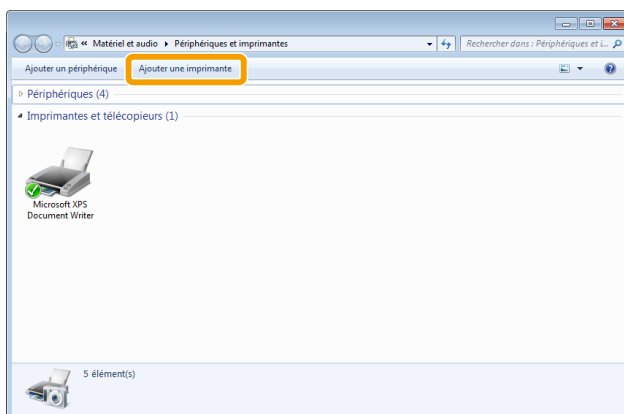 « Matériel et audio ▸ Périphériques et imprimantes
Rechercher dans : Périphériques et i...
Ajouter un périphérique Ajouter une imprimante
Périphériques (4)
Imprimantes et télécopieurs (1)
Microsoft XPS
Document Writer
5 élément(s)